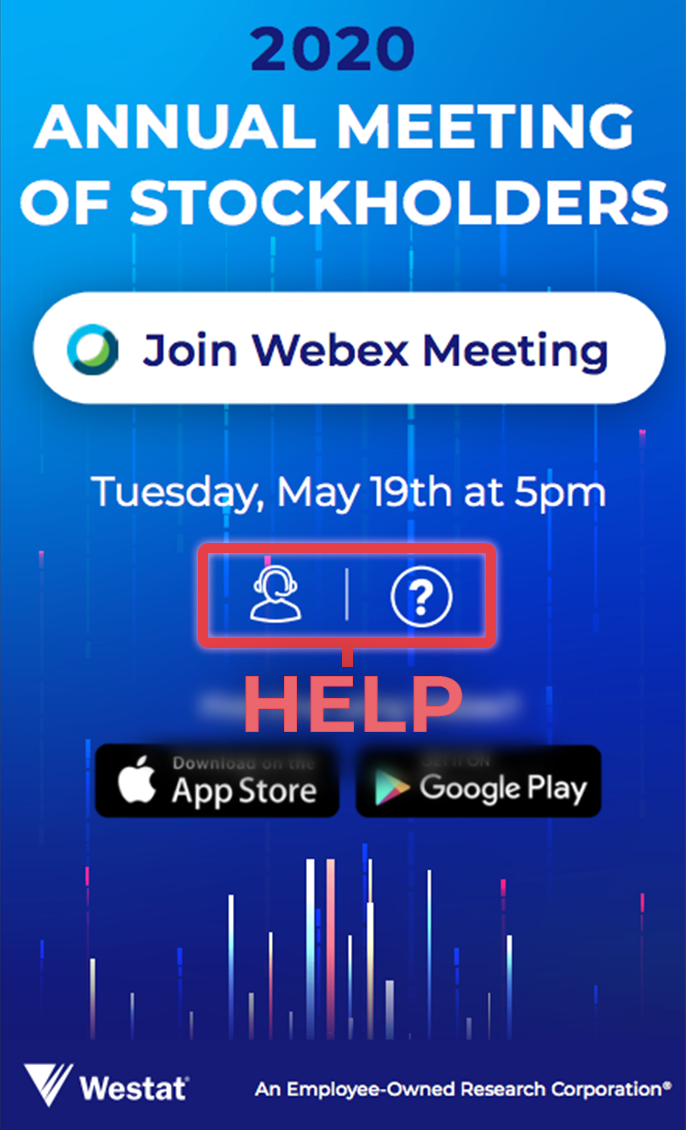 2020
ANNUAL MEETING
OF STOCKHOLDERS
Join Webex Meeting
Tuesday, May 19th at 5pm
?
HELP
Download on the
App Store
GET IT ON
Google Play
Westat®
An Employee-Owned Research Corporation®